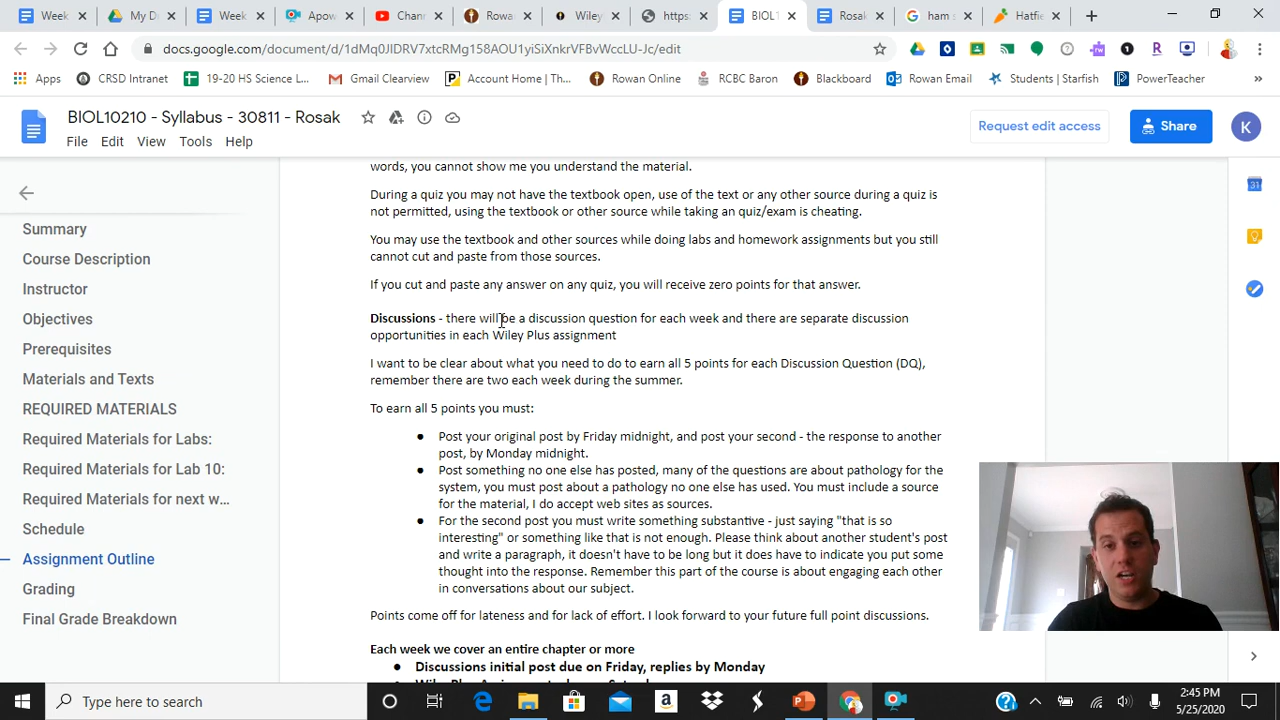 Week
My D
Week
Apow
Chann
Rowan
Wiley
https:
BIOL1
Rosak
ham s
Hatfie
docs.google.com/document/d/1dMq0JIDRV7xtcRMg158AOU1yiSiXnkrVFBvWccLU-Jc/edit
Apps
CRSD Intranet
19-20 HS Science L...
Gmail Clearview
Account Home | Th...
Rowan Online
RCBC Baron
Blackboard
Rowan Email
Students | Starfish
PowerTeacher
»
BIOL10210 - Syllabus - 30811 - Rosak
File Edit View Tools Help
Request edit access
Share
K
Summary
Course Description
Instructor
Objectives
Prerequisites
Materials and Texts
REQUIRED MATERIALS
Required Materials for Labs:
Required Materials for Lab 10:
Required Materials for next w...
Schedule
Assignment Outline
Grading
Final Grade Breakdown
words, you cannot show me you understand the material.
During a quiz you may not have the textbook open, use of the text or any other source during a quiz is
not permitted, using the textbook or other source while taking an quiz/exam is cheating.
You may use the textbook and other sources while doing labs and homework assignments but you still
cannot cut and paste from those sources.
If you cut and paste any answer on any quiz, you will receive zero points for that answer.
Discussions - there will be a discussion question for each week and there are separate discussion
opportunities in each Wiley Plus assignment
I want to be clear about what you need to do to earn all 5 points for each Discussion Question (DQ),
remember there are two each week during the summer.
To earn all 5 points you must:
● Post your original post by Friday midnight, and post your second - the response to another
post, by Monday midnight.
● Post something no one else has posted, many of the questions are about pathology for the
system, you must post about a pathology no one else has used. You must include a source
for the material, I do accept web sites as sources.
● For the second post you must write something substantive - just saying "that is so
interesting" or something like that is not enough. Please think about another student's post
and write a paragraph, it doesn't have to be long but it does have to indicate you put some
thought into the response. Remember this part of the course is about engaging each other
in conversations about our subject.
Points come off for lateness and for lack of effort. I look forward to your future full point discussions.
Each week we cover an entire chapter or more
● Discussions initial post due on Friday, replies by Monday
31
Type here to search
2:45 PM
5/25/2020